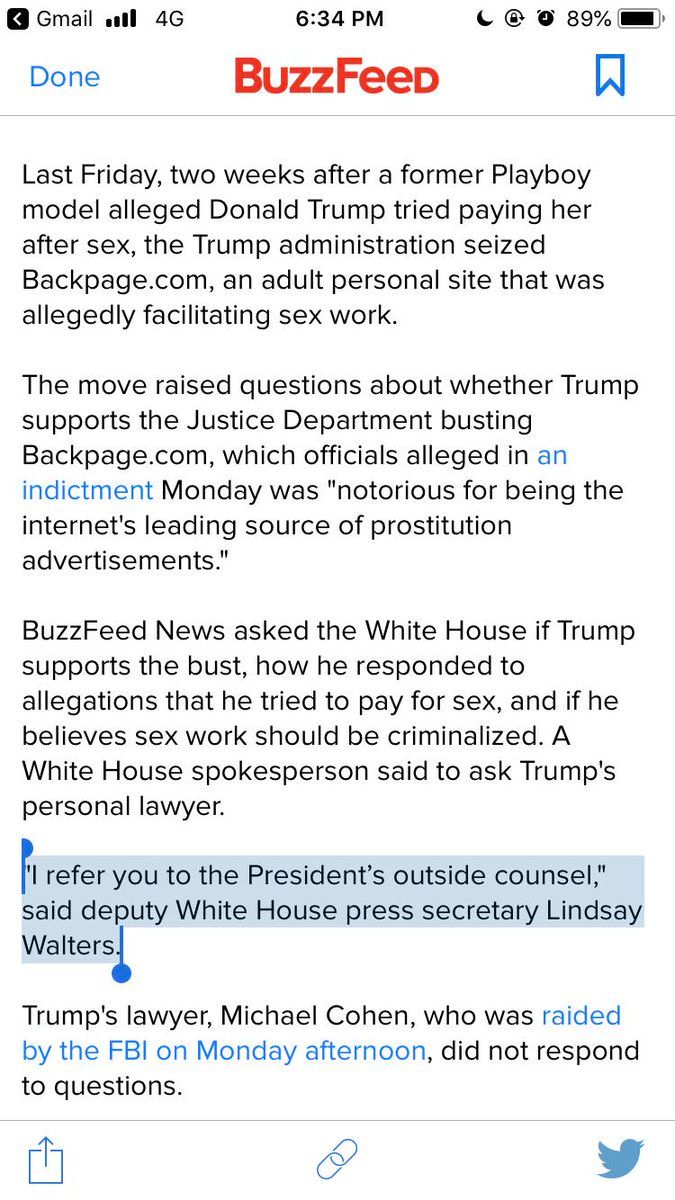 Gmail 4G 6:34 PM 89%
Done BuzzFeed
Last Friday, two weeks after a former Playboy
model alleged Donald Trump tried paying her
after sex, the Trump administration seized
Backpage.com, an adult personal site that was
allegedly facilitating sex work.
The move raised questions about whether Trump
supports the Justice Department busting
Backpage.com, which officials alleged in an
indictment Monday was "notorious for being the
internet's leading source of prostitution
advertisements."
BuzzFeed News asked the White House if Trump
supports the bust, how he responded to
allegations that he tried to pay for sex, and if he
believes sex work should be criminalized. A
White House spokesperson said to ask Trump's
personal lawyer.
"I refer you to the President’s outside counsel,"
said deputy White House press secretary Lindsay
Walters.
Trump's lawyer, Michael Cohen, who was raided
by the FBI on Monday afternoon, did not respond
to questions.